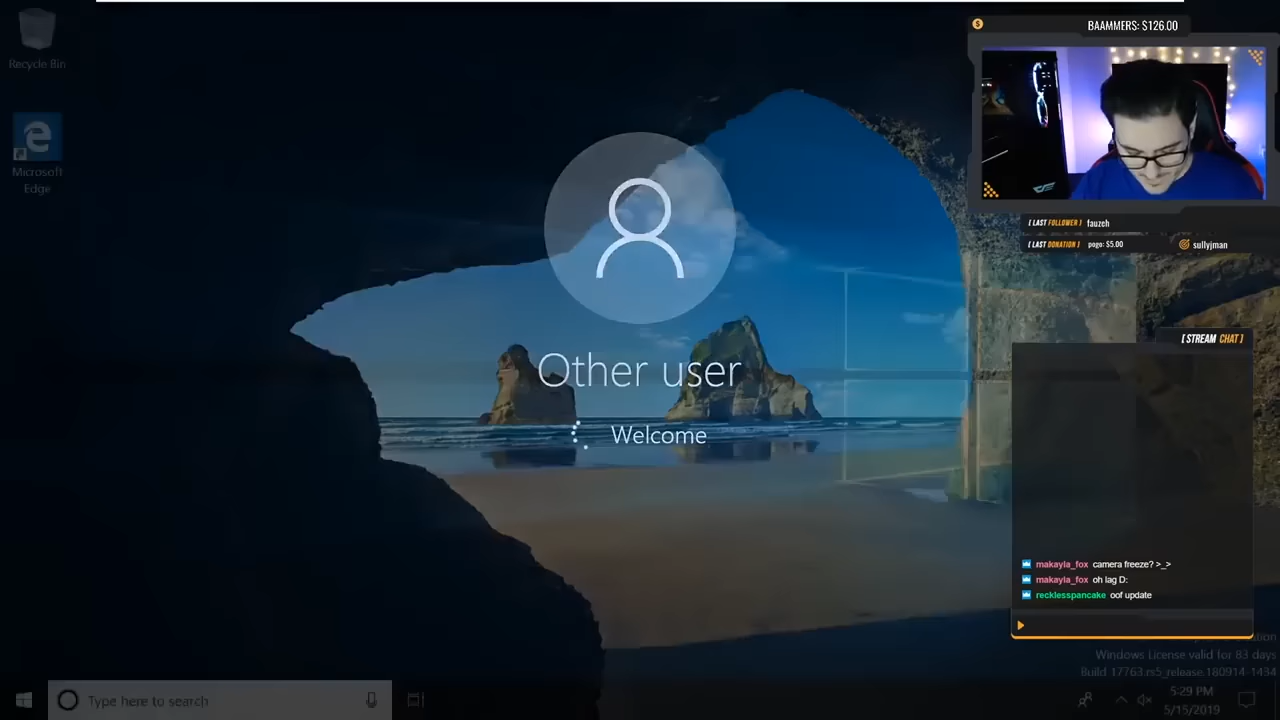 Recycle Bin
Microsoft
Edge
BAAMMERS: $126.00
[ LAST FOLLOWER ] fauzeh
[ LAST DONATION ] pogo: $5.00
sullyjman
[ STREAM CHAT ]
Other user
Welcome
makayla_fox camera freeze? >_>
makayla_fox oh lag D:
recklesspancake oof update
Windows License valid for 83 days
Build 17763.rs5_release.180914-1434
Type here to search
5:29 PM
5/15/2019